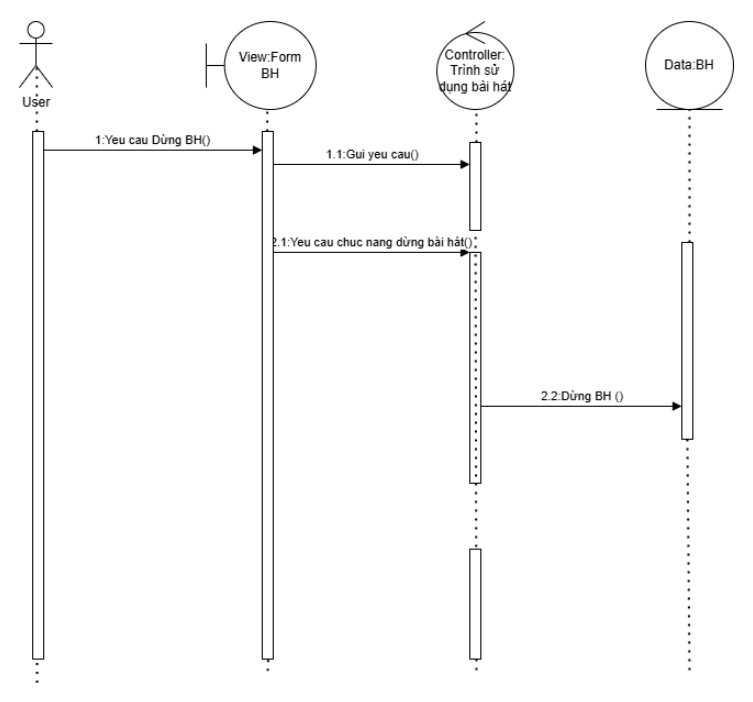 User
View:Form
BH
Controller:
Trình sử
dụng bài hát
Data:BH
1:Yeu cau Dừng BH()
1.1:Gui yeu cau()
2.1:Yeu cau chuc nang dừng bài hát()
2.2:Dừng BH ()